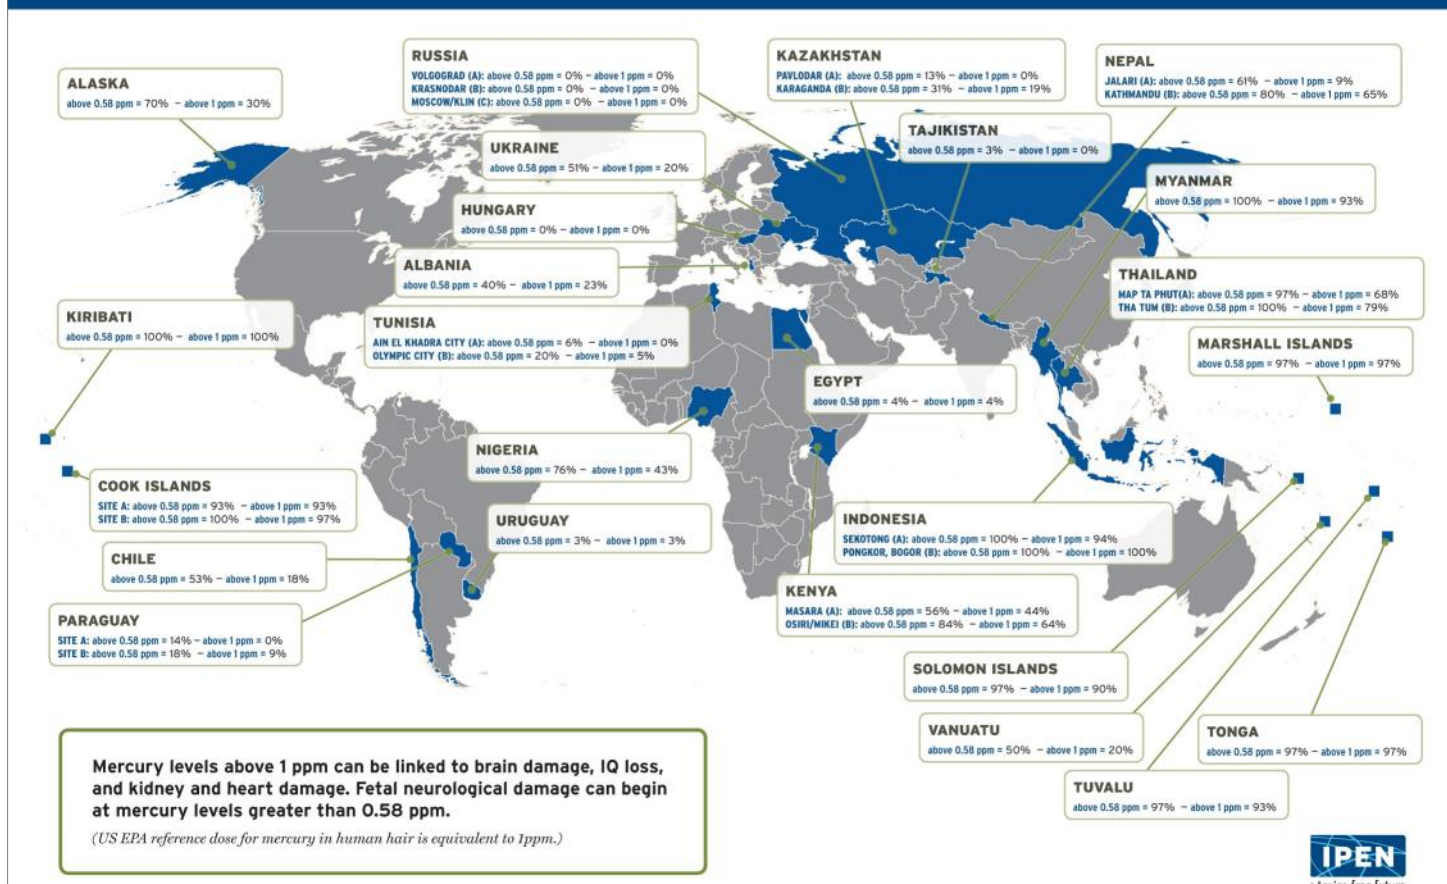 ALASKA
above 0.58 ppm = 70% – above 1 ppm = 30%
RUSSIA
VOLGOGRAD (A): above 0.58 ppm = 0% – above 1 ppm = 0%
KRASNODAR (B): above 0.58 ppm = 0% – above 1 ppm = 0%
MOSCOW/KLIN (C): above 0.58 ppm = 0% – above 1 ppm = 0%
KAZAKHSTAN
PAVLODAR (A): above 0.58 ppm = 13% – above 1 ppm = 0%
KARAGANDA (B): above 0.58 ppm = 31% – above 1 ppm = 19%
NEPAL
JALARI (A): above 0.58 ppm = 61% – above 1 ppm = 9%
KATHMANDU (B): above 0.58 ppm = 80% – above 1 ppm = 65%
UKRAINE
above 0.58 ppm = 51% – above 1 ppm = 20%
TAJIKISTAN
above 0.58 ppm = 3% – above 1 ppm = 0%
MYANMAR
above 0.58 ppm = 100% – above 1 ppm = 93%
HUNGARY
above 0.58 ppm = 0% – above 1 ppm = 0%
ALBANIA
above 0.58 ppm = 40% – above 1 ppm = 23%
THAILAND
MAP TA PHUT(A): above 0.58 ppm = 97% – above 1 ppm = 68%
THA TUM (B): above 0.58 ppm = 100% – above 1 ppm = 79%
KIRIBATI
above 0.58 ppm = 100% – above 1 ppm = 100%
TUNISIA
AIN EL KHADRA CITY (A): above 0.58 ppm = 6% – above 1 ppm = 0%
OLYMPIC CITY (B): above 0.58 ppm = 20% – above 1 ppm = 5%
MARSHALL ISLANDS
above 0.58 ppm = 97% – above 1 ppm = 97%
EGYPT
above 0.58 ppm = 4% – above 1 ppm = 4%
NIGERIA
above 0.58 ppm = 76% – above 1 ppm = 43%
COOK ISLANDS
SITE A: above 0.58 ppm = 93% – above 1 ppm = 93%
SITE B: above 0.58 ppm = 100% – above 1 ppm = 97%
URUGUAY
above 0.58 ppm = 3% – above 1 ppm = 3%
INDONESIA
SEKOTONG (A): above 0.58 ppm = 100% – above 1 ppm = 94%
PONGKOR, BOGOR (B): above 0.58 ppm = 100% – above 1 ppm = 100%
CHILE
above 0.58 ppm = 53% – above 1 ppm = 18%
KENYA
MASARA (A): above 0.58 ppm = 56% – above 1 ppm = 44%
OSIRI/MIKEI (B): above 0.58 ppm = 84% – above 1 ppm = 64%
PARAGUAY
SITE A: above 0.58 ppm = 14% – above 1 ppm = 0%
SITE B: above 0.58 ppm = 18% – above 1 ppm = 9%
SOLOMON ISLANDS
above 0.58 ppm = 97% – above 1 ppm = 90%
VANUATU
above 0.58 ppm = 50% – above 1 ppm = 20%
TONGA
above 0.58 ppm = 97% – above 1 ppm = 97%
TUVALU
above 0.58 ppm = 97% – above 1 ppm = 93%
Mercury levels above 1 ppm can be linked to brain damage, IQ loss,
and kidney and heart damage. Fetal neurological damage can begin
at mercury levels greater than 0.58 ppm.
(US EPA reference dose for mercury in human hair is equivalent to 1ppm.)
IPEN